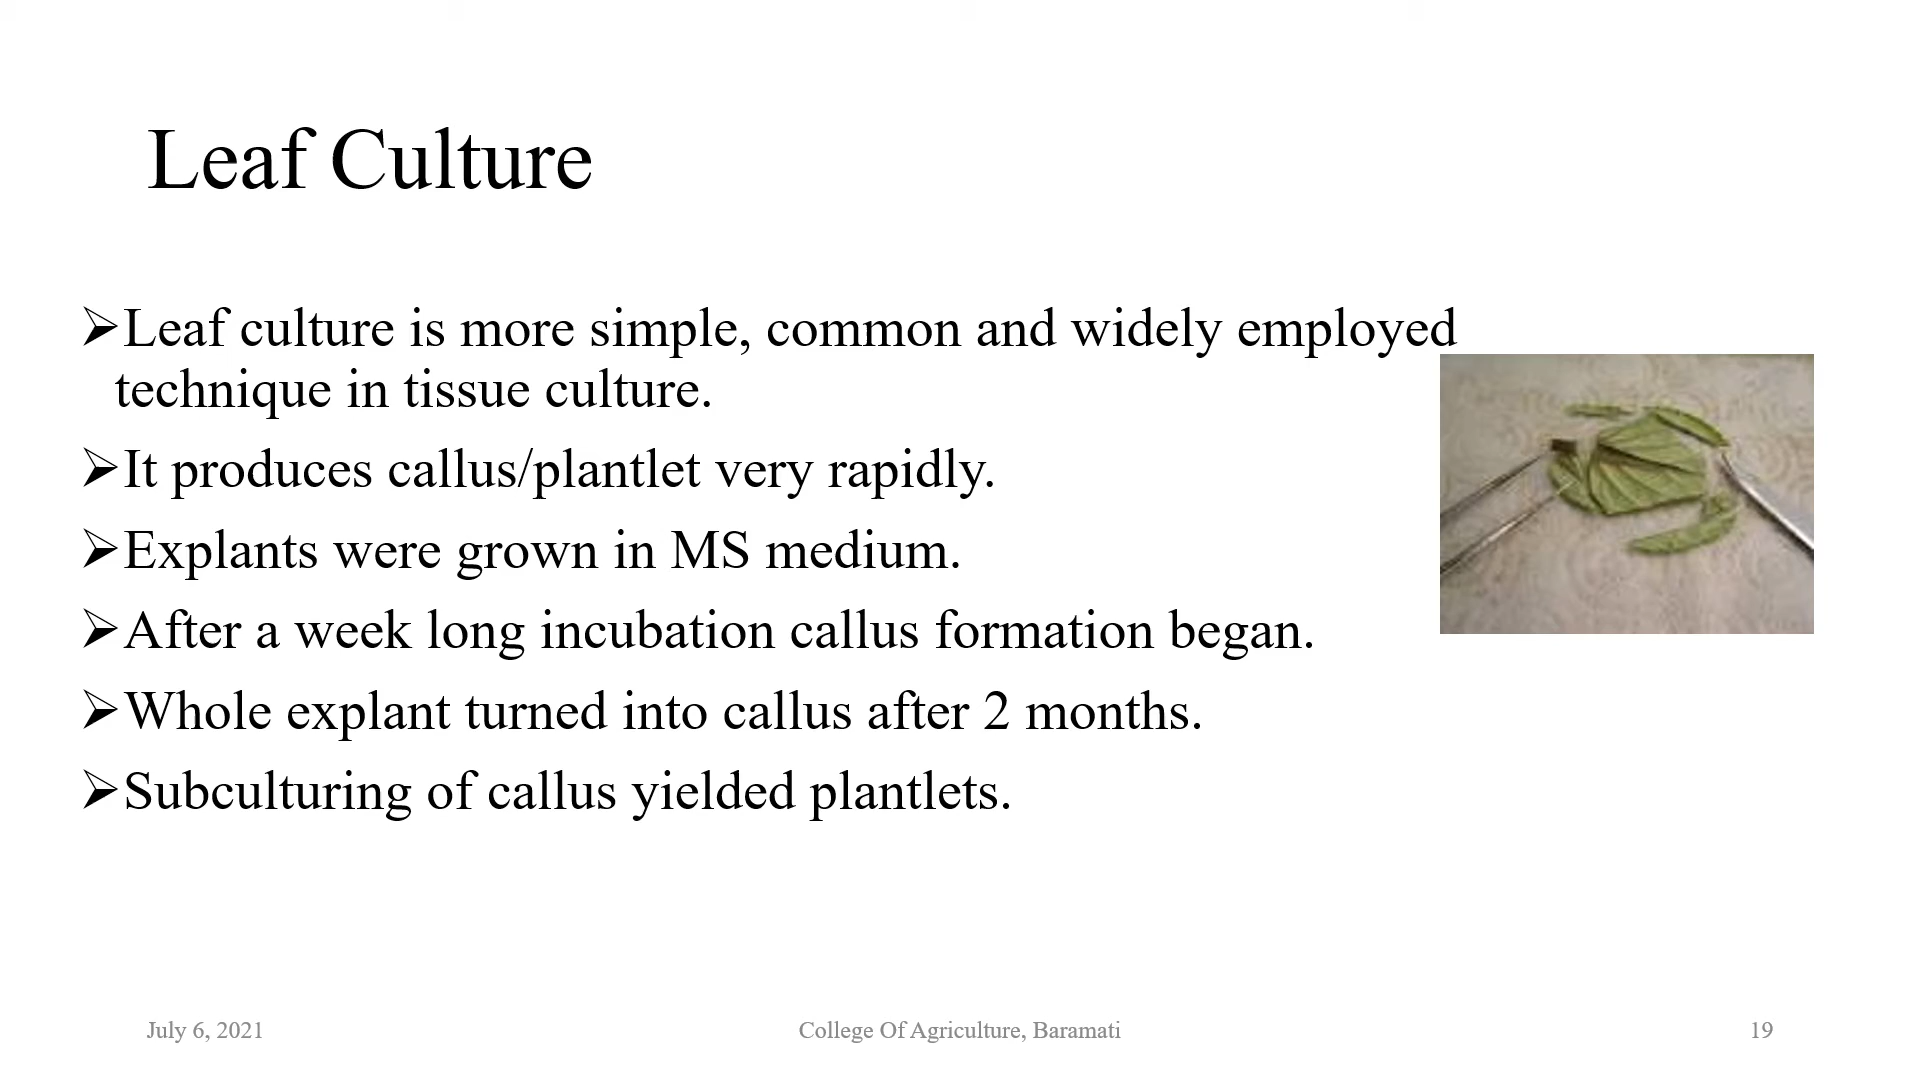 Leaf Culture
➢Leaf culture is more simple, common and widely employed
technique in tissue culture.
➢It produces callus/plantlet very rapidly.
➢Explants were grown in MS medium.
➢After a week long incubation callus formation began.
➢Whole explant turned into callus after 2 months.
➢Subculturing of callus yielded plantlets.
July 6, 2021
College Of Agriculture, Baramati
19